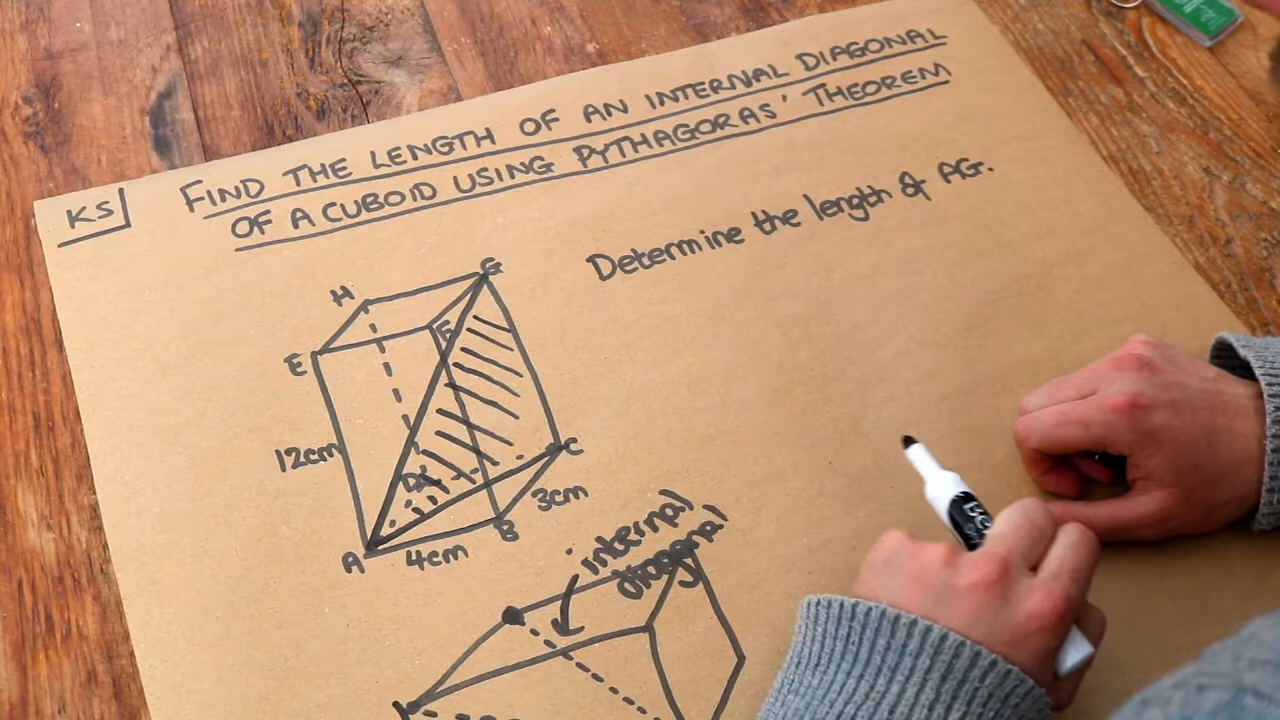 KS
FIND THE LENGTH OF AN INTERNAL DIAGONAL
OF A CUBOID USING PYTHAGORAS' THEOREM
Determine the length of AG.
G
H
F
E
12cm
D
C
3cm
B
A
4cm
internal
diagonal